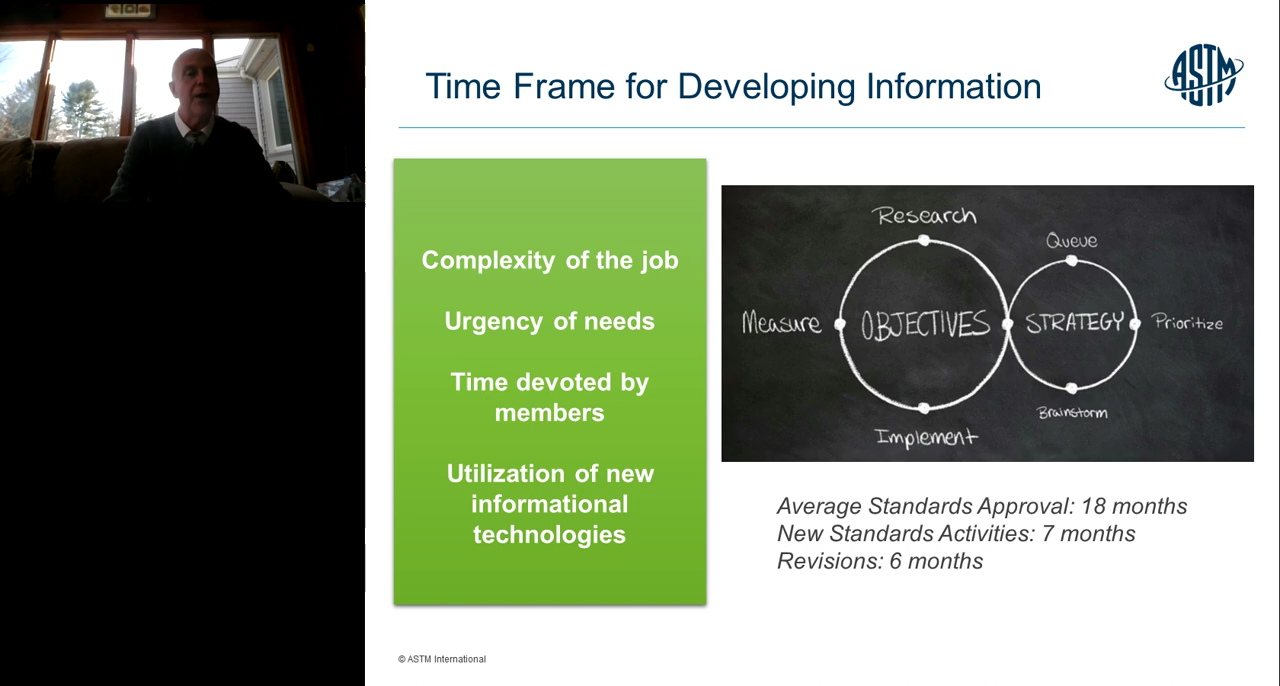 Time Frame for Developing Information
ASTM
Complexity of the job
Urgency of needs
Time devoted by
members
Utilization of new
informational
technologies
Research
Queue
Measure
OBJECTIVES
STRATEGY
Prioritize
Brainstorm
Implement
Average Standards Approval: 18 months
New Standards Activities: 7 months
Revisions: 6 months
© ASTM International